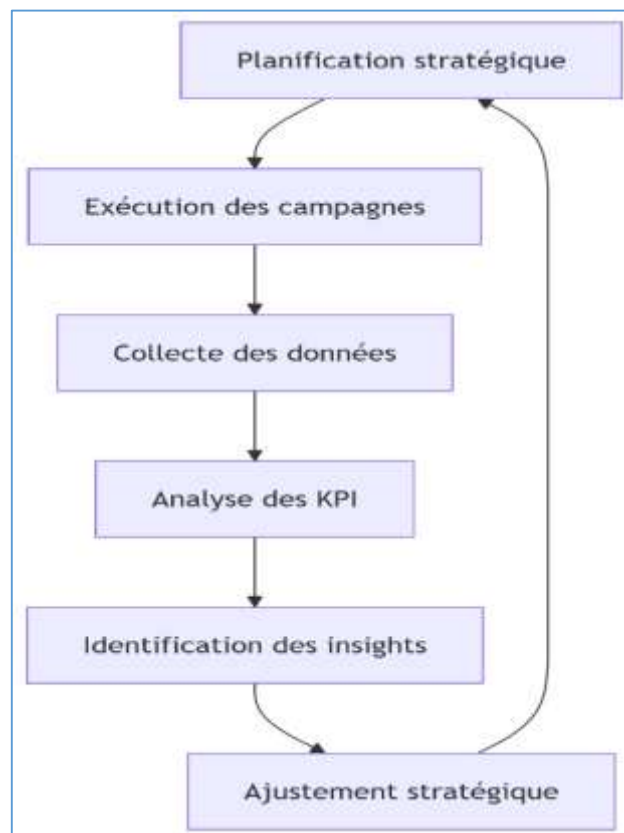 Planification stratégique
Exécution des campagnes
Collecte des données
Analyse des KPI
Identification des insights
Ajustement stratégique